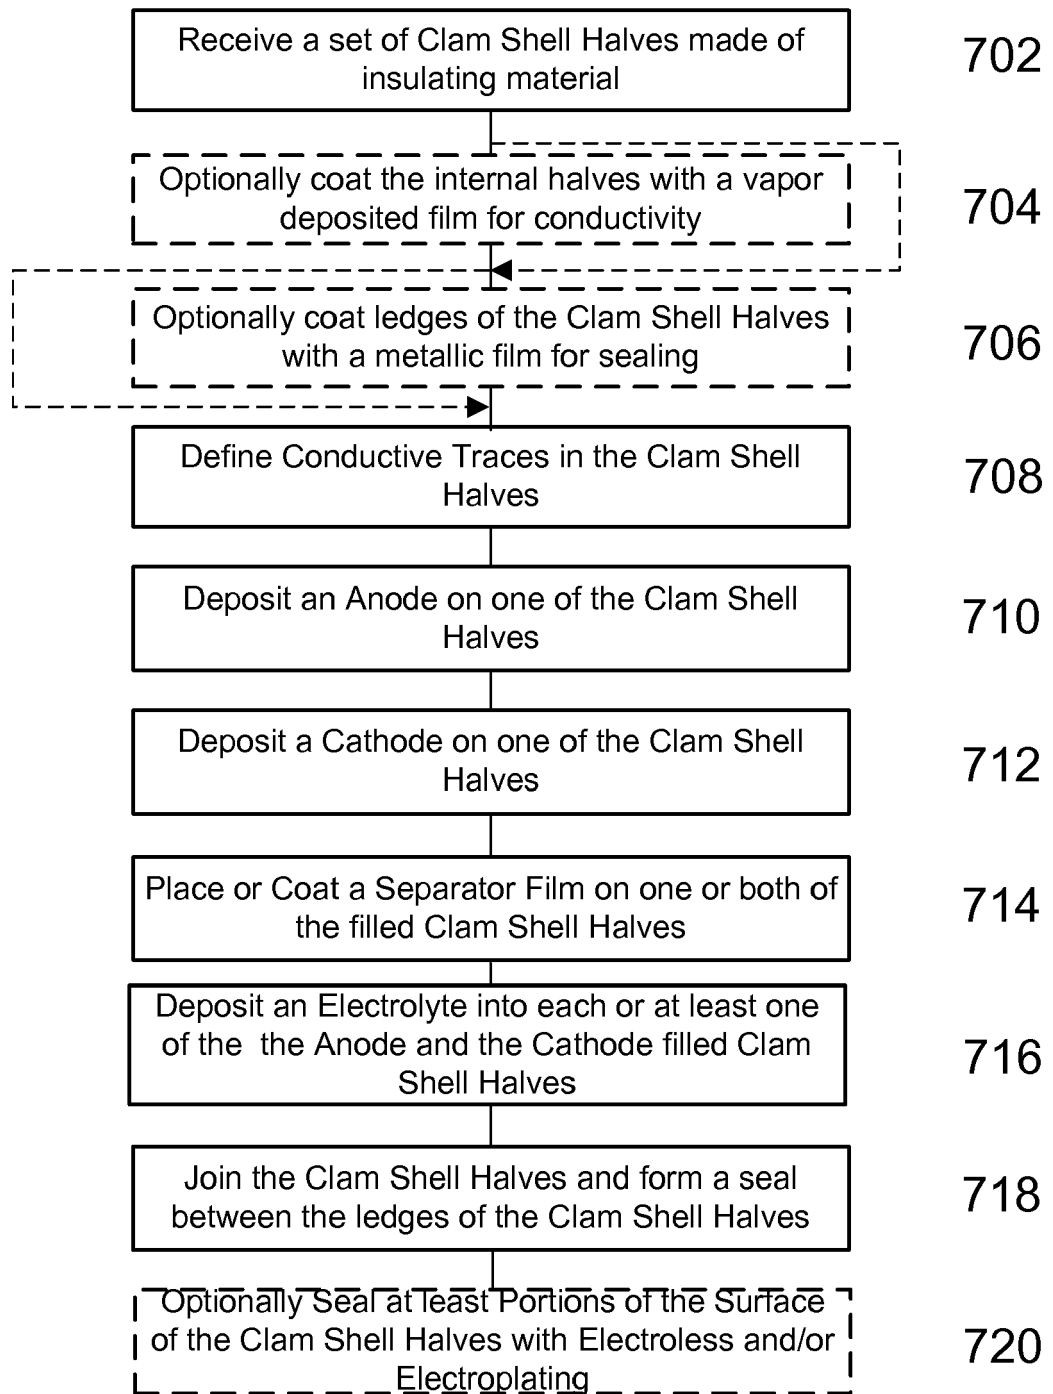 Receive a set of Clam Shell Halves made of
insulating material
702
Optionally coat the internal halves with a vapor
deposited film for conductivity
704
Optionally coat ledges of the Clam Shell Halves
with a metallic film for sealing
706
Define Conductive Traces in the Clam Shell
Halves
708
Deposit an Anode on one of the Clam Shell
Halves
710
Deposit a Cathode on one of the Clam Shell
Halves
712
Place or Coat a Separator Film on one or both of
the filled Clam Shell Halves
714
Deposit an Electrolyte into each or at least one
of the the Anode and the Cathode filled Clam
Shell Halves
716
Join the Clam Shell Halves and form a seal
between the ledges of the Clam Shell Halves
718
Optionally Seal at least Portions of the Surface
of the Clam Shell Halves with Electroless and/or
Electroplating
720